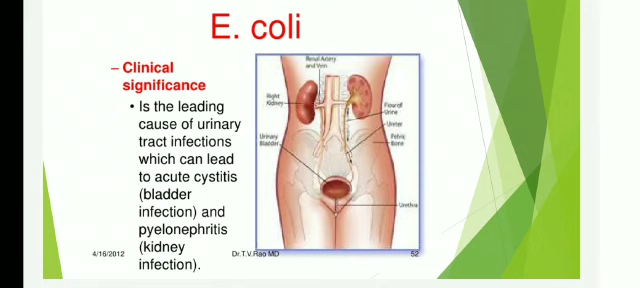 E. coli
– Clinical
significance
• Is the leading
cause of urinary
tract infections
which can lead
to acute cystitis
(bladder
infection) and
pyelonephritis
(kidney
infection).
Renal Artery
and Vein
Right
Kidney
Flow of
Urine
Ureter
Urinary
Bladder
Pelvic
Bone
Urethra
4/16/2012
Dr.T.V.Rao MD
52